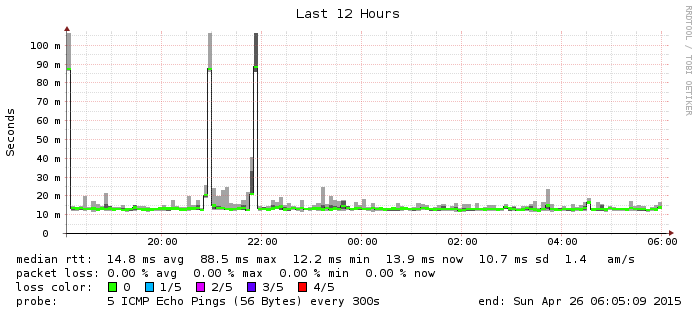 Last 12 Hours
RRDTOOL / TOBI OETIKER
Seconds
100 m
90 m
80 m
70 m
60 m
50 m
40 m
30 m
20 m
10 m
0
20:00 22:00 00:00 02:00 04:00 06:00
median rtt: 14.8 ms avg 88.5 ms max 12.2 ms min 13.9 ms now 10.7 ms sd 1.4 am/s
packet loss: 0.00 % avg 0.00 % max 0.00 % min 0.00 % now
loss color: 0 1/5 2/5 3/5 4/5
probe: 5 ICMP Echo Pings (56 Bytes) every 300s end: Sun Apr 26 06:05:09 2015